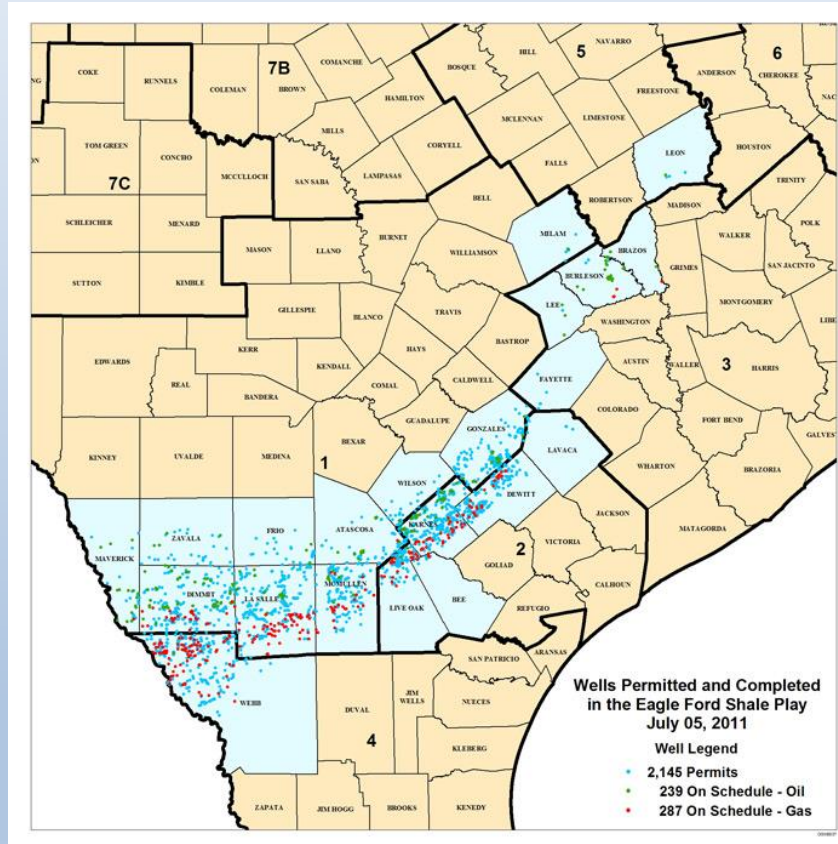 NAVARRO
HILL
5
6
COKE
RUNNELS
COLEMAN
7B
BROWN
COMANCHE
BOSQUE
ANDERSON
CHEROKEE
HAMILTON
FREESTONE
LIMESTONE
MCLENNAN
MILLS
TOM GREEN
CONCHO
CORYELL
HOUSTON
LEON
FALLS
7C
MCCULLOCH
SAN SABA
LAMPASAS
TRINITY
BELL
ROBERTSON
MADISON
POLK
SCHLEICHER
MENARD
MILAM
BURNET
WALKER
MASON
LLANO
BRAZOS
WILLIAMSON
GRIMES
SAN JACINTO
BURLESON
SUTTON
KIMBLE
MONTGOMERY
LEE
GILLESPIE
TRAVIS
BLANCO
WASHINGTON
BASTROP
HAYS
KERR
EDWARDS
AUSTIN
WALLER
3
HARRIS
KENDALL
FAYETTE
REAL
CALDWELL
COMAL
BANDERA
COLORADO
FORT BEND
GUADALUPE
GONZALES
BEXAR
LAVACA
KINNEY
UVALDE
MEDINA
1
WHARTON
BRAZORIA
WILSON
DEWITT
JACKSON
FRIO
ATASCOSA
MATAGORDA
ZAVALA
VICTORIA
MAVERICK
2
GOLIAD
CALHOUN
MCMULLEN
DIMMIT
LA SALLE
LIVE OAK
BEE
REFUGIO
ARANSAS
SAN PATRICIO
WEBB
DUVAL
JIM
WELLS
NUECES
4
KLEBERG
ZAPATA
JIM HOGG
BROOKS
KENEDY
Wells Permitted and Completed
in the Eagle Ford Shale Play
July 05, 2011
Well Legend
2,145 Permits
239 On Schedule - Oil
287 On Schedule - Gas